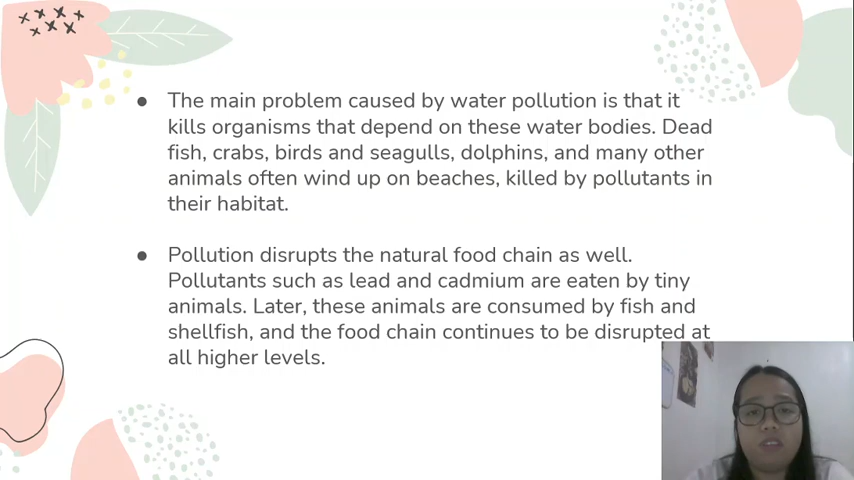 ● The main problem caused by water pollution is that it
kills organisms that depend on these water bodies. Dead
fish, crabs, birds and seagulls, dolphins, and many other
animals often wind up on beaches, killed by pollutants in
their habitat.
● Pollution disrupts the natural food chain as well.
Pollutants such as lead and cadmium are eaten by tiny
animals. Later, these animals are consumed by fish and
shellfish, and the food chain continues to be disrupted at
all higher levels.